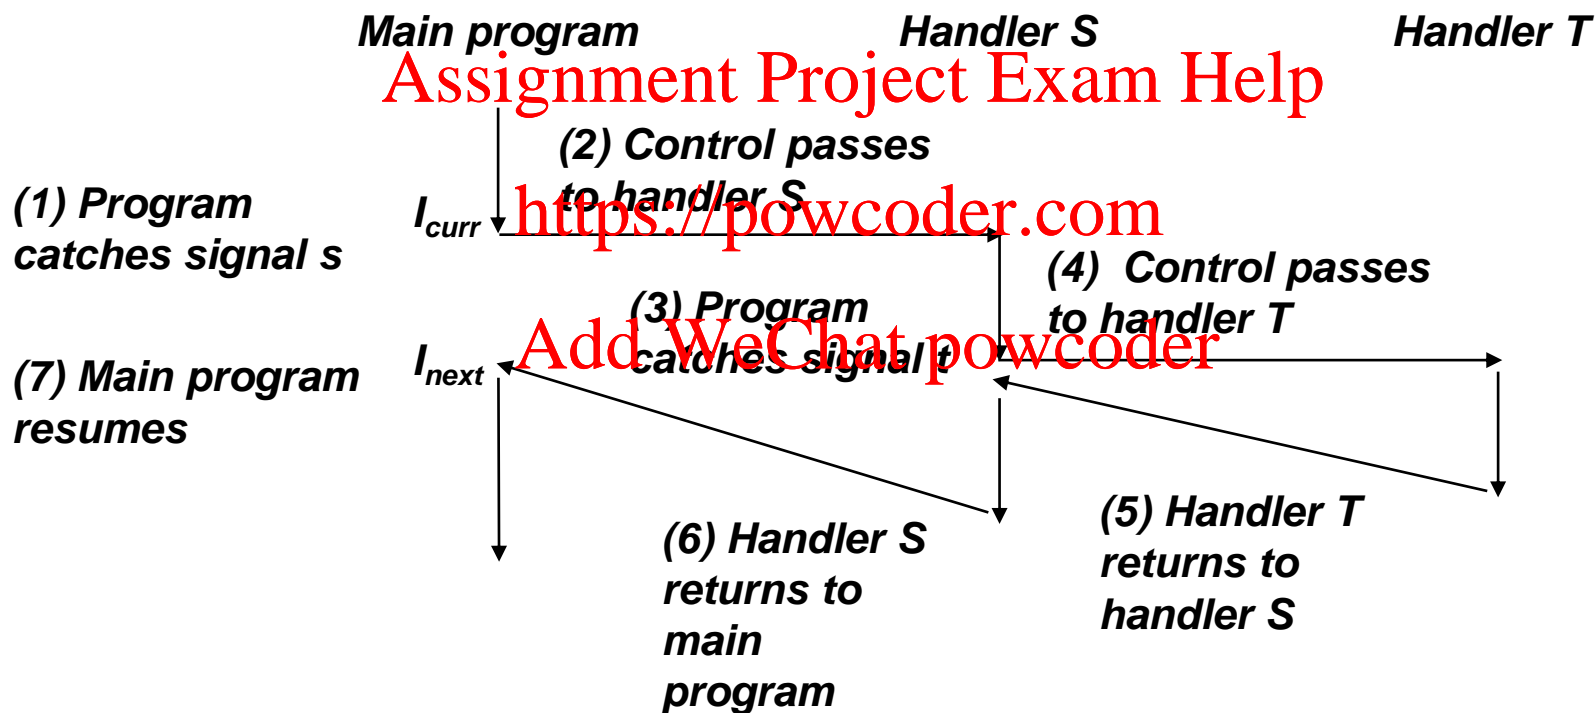 Main program
Handler S
Handler T
Assignment Project Exam Help
(2) Control passes
to handler S
(1) Program
catches signal s
Icurr
https://powcoder.com
(4) Control passes
to handler T
(3) Program
catches signal t
Add WeChat powcoder
Inext
(7) Main program
resumes
(5) Handler T
returns to
handler S
(6) Handler S
returns to
main
program